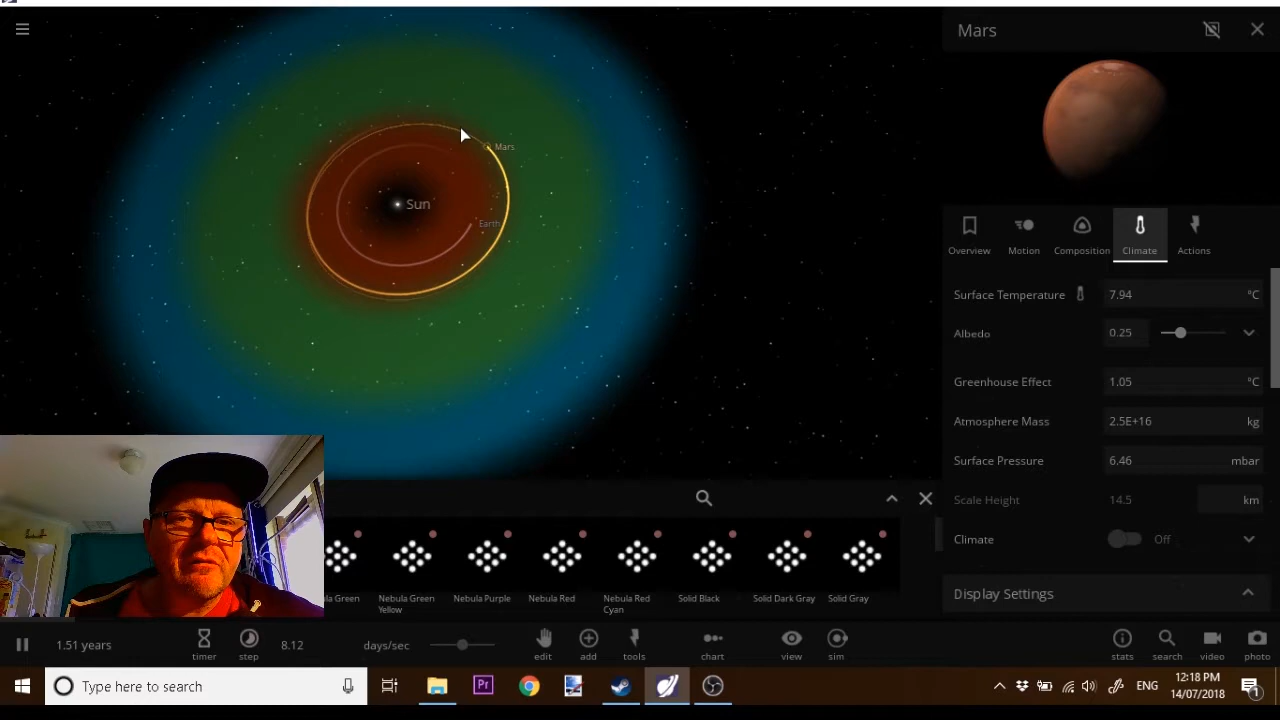 Mars
Mars
Sun
Earth
Overview
Motion
Composition
Climate
Actions
Surface Temperature 7.94 °C
Albedo 0.25
Greenhouse Effect 1.05 °C
Atmosphere Mass 2.5E+16 kg
Surface Pressure 6.46 mbar
Scale Height 14.5 km
Climate Off
Display Settings
Nebula Green
Yellow
Nebula Purple
Nebula Red
Nebula Red
Cyan
Solid Black
Solid Dark Gray
Solid Gray
1.51 years
timer
step
8.12 days/sec
edit
add
tools
chart
view
sim
stats
search
video
photo
Type here to search
Pr
ENG
12:18 PM
14/07/2018
1